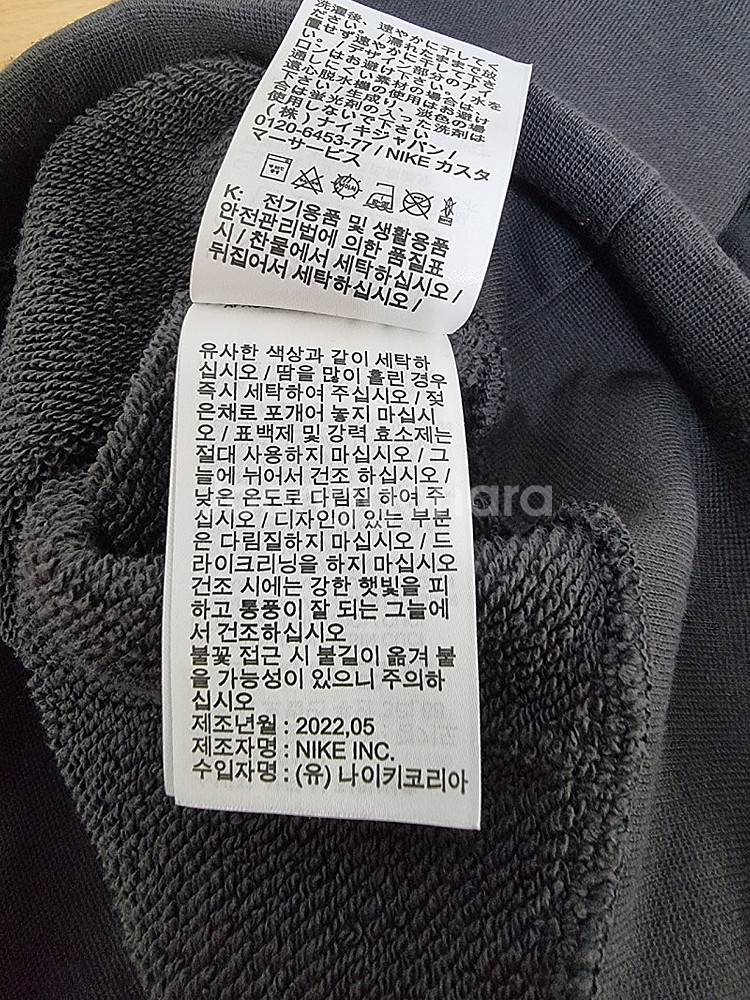 洗濯後、速やかに干してく
ださい。/ 濡れたままで放
置せず速やかに干して下さ
い。/ デザイン部分のアイ
ロンはお避け下さい。/ 水を
通しにくい素材の場合は
遠心脱水機の使用はお避け
下さい / 生成り、淡色の場
合は蛍光剤の入った洗剤は
使用しないで下さい
(株) ナイキジャパン /
0120-6453-77 / NIKE カスタ
マーサービス
K: 전기용품 및 생활용품
안전관리법에 의한 품질표
시 / 찬물에서 세탁하십시오 /
뒤집어서 세탁하십시오 /
유사한 색상과 같이 세탁하
십시오 / 땀을 많이 흘린 경우
즉시 세탁하여 주십시오 / 젖
은채로 포개어 놓지 마십시
오 / 표백제 및 강력 효소제는
절대 사용하지 마십시오 / 그
늘에 뉘어서 건조 하십시오 /
낮은 온도로 다림질 하여 주
십시오 / 디자인이 있는 부분
은 다림질하지 마십시오 / 드
라이크리닝을 하지 마십시오
건조 시에는 강한 햇빛을 피
하고 통풍이 잘 되는 그늘에
서 건조하십시오
불꽃 접근 시 불길이 옮겨 붙
을 가능성이 있으니 주의하
십시오
제조년월 : 2022,05
제조자명 : NIKE INC.
수입자명 : (유) 나이키코리아